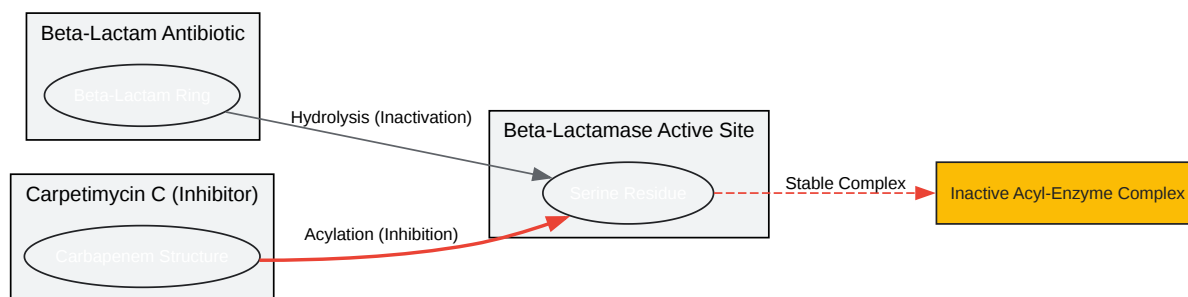 Beta-Lactam Antibiotic
Beta-Lactam Ring
Hydrolysis (Inactivation)
Beta-Lactamase Active Site
Serine Residue
Stable Complex
Inactive Acyl-Enzyme Complex
Carpetimycin C (Inhibitor)
Carbapenem Structure
Acylation (Inhibition)